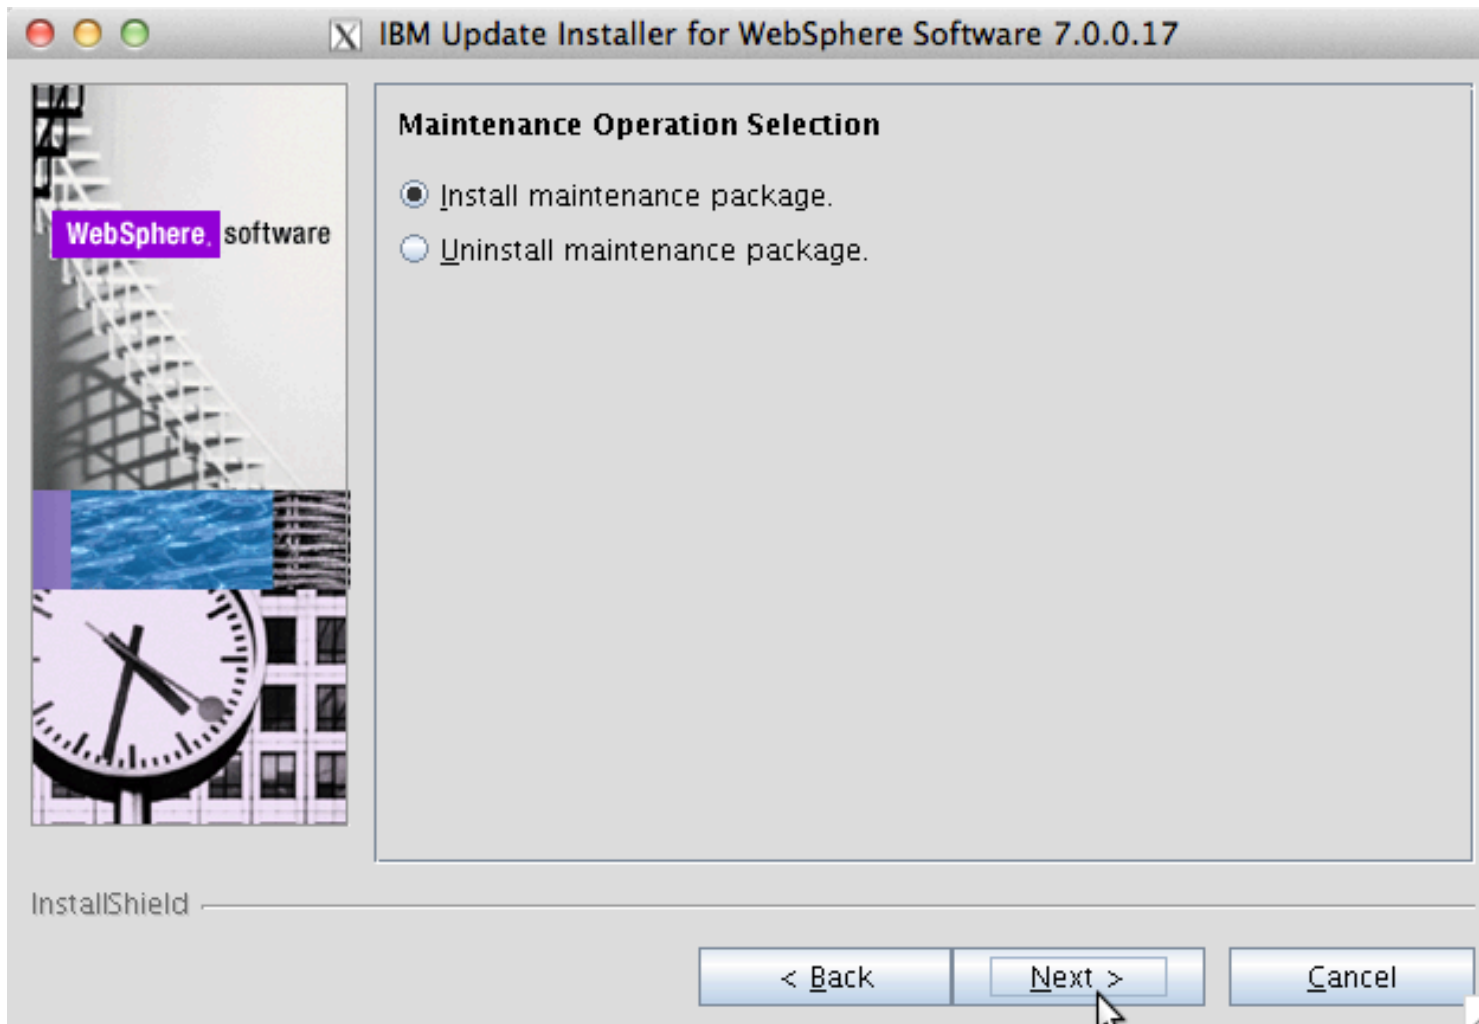 IBM Update Installer for WebSphere Software 7.0.0.17
WebSphere. software
Maintenance Operation Selection
Install maintenance package.
Uninstall maintenance package.
InstallShield
< Back
Next >
Cancel